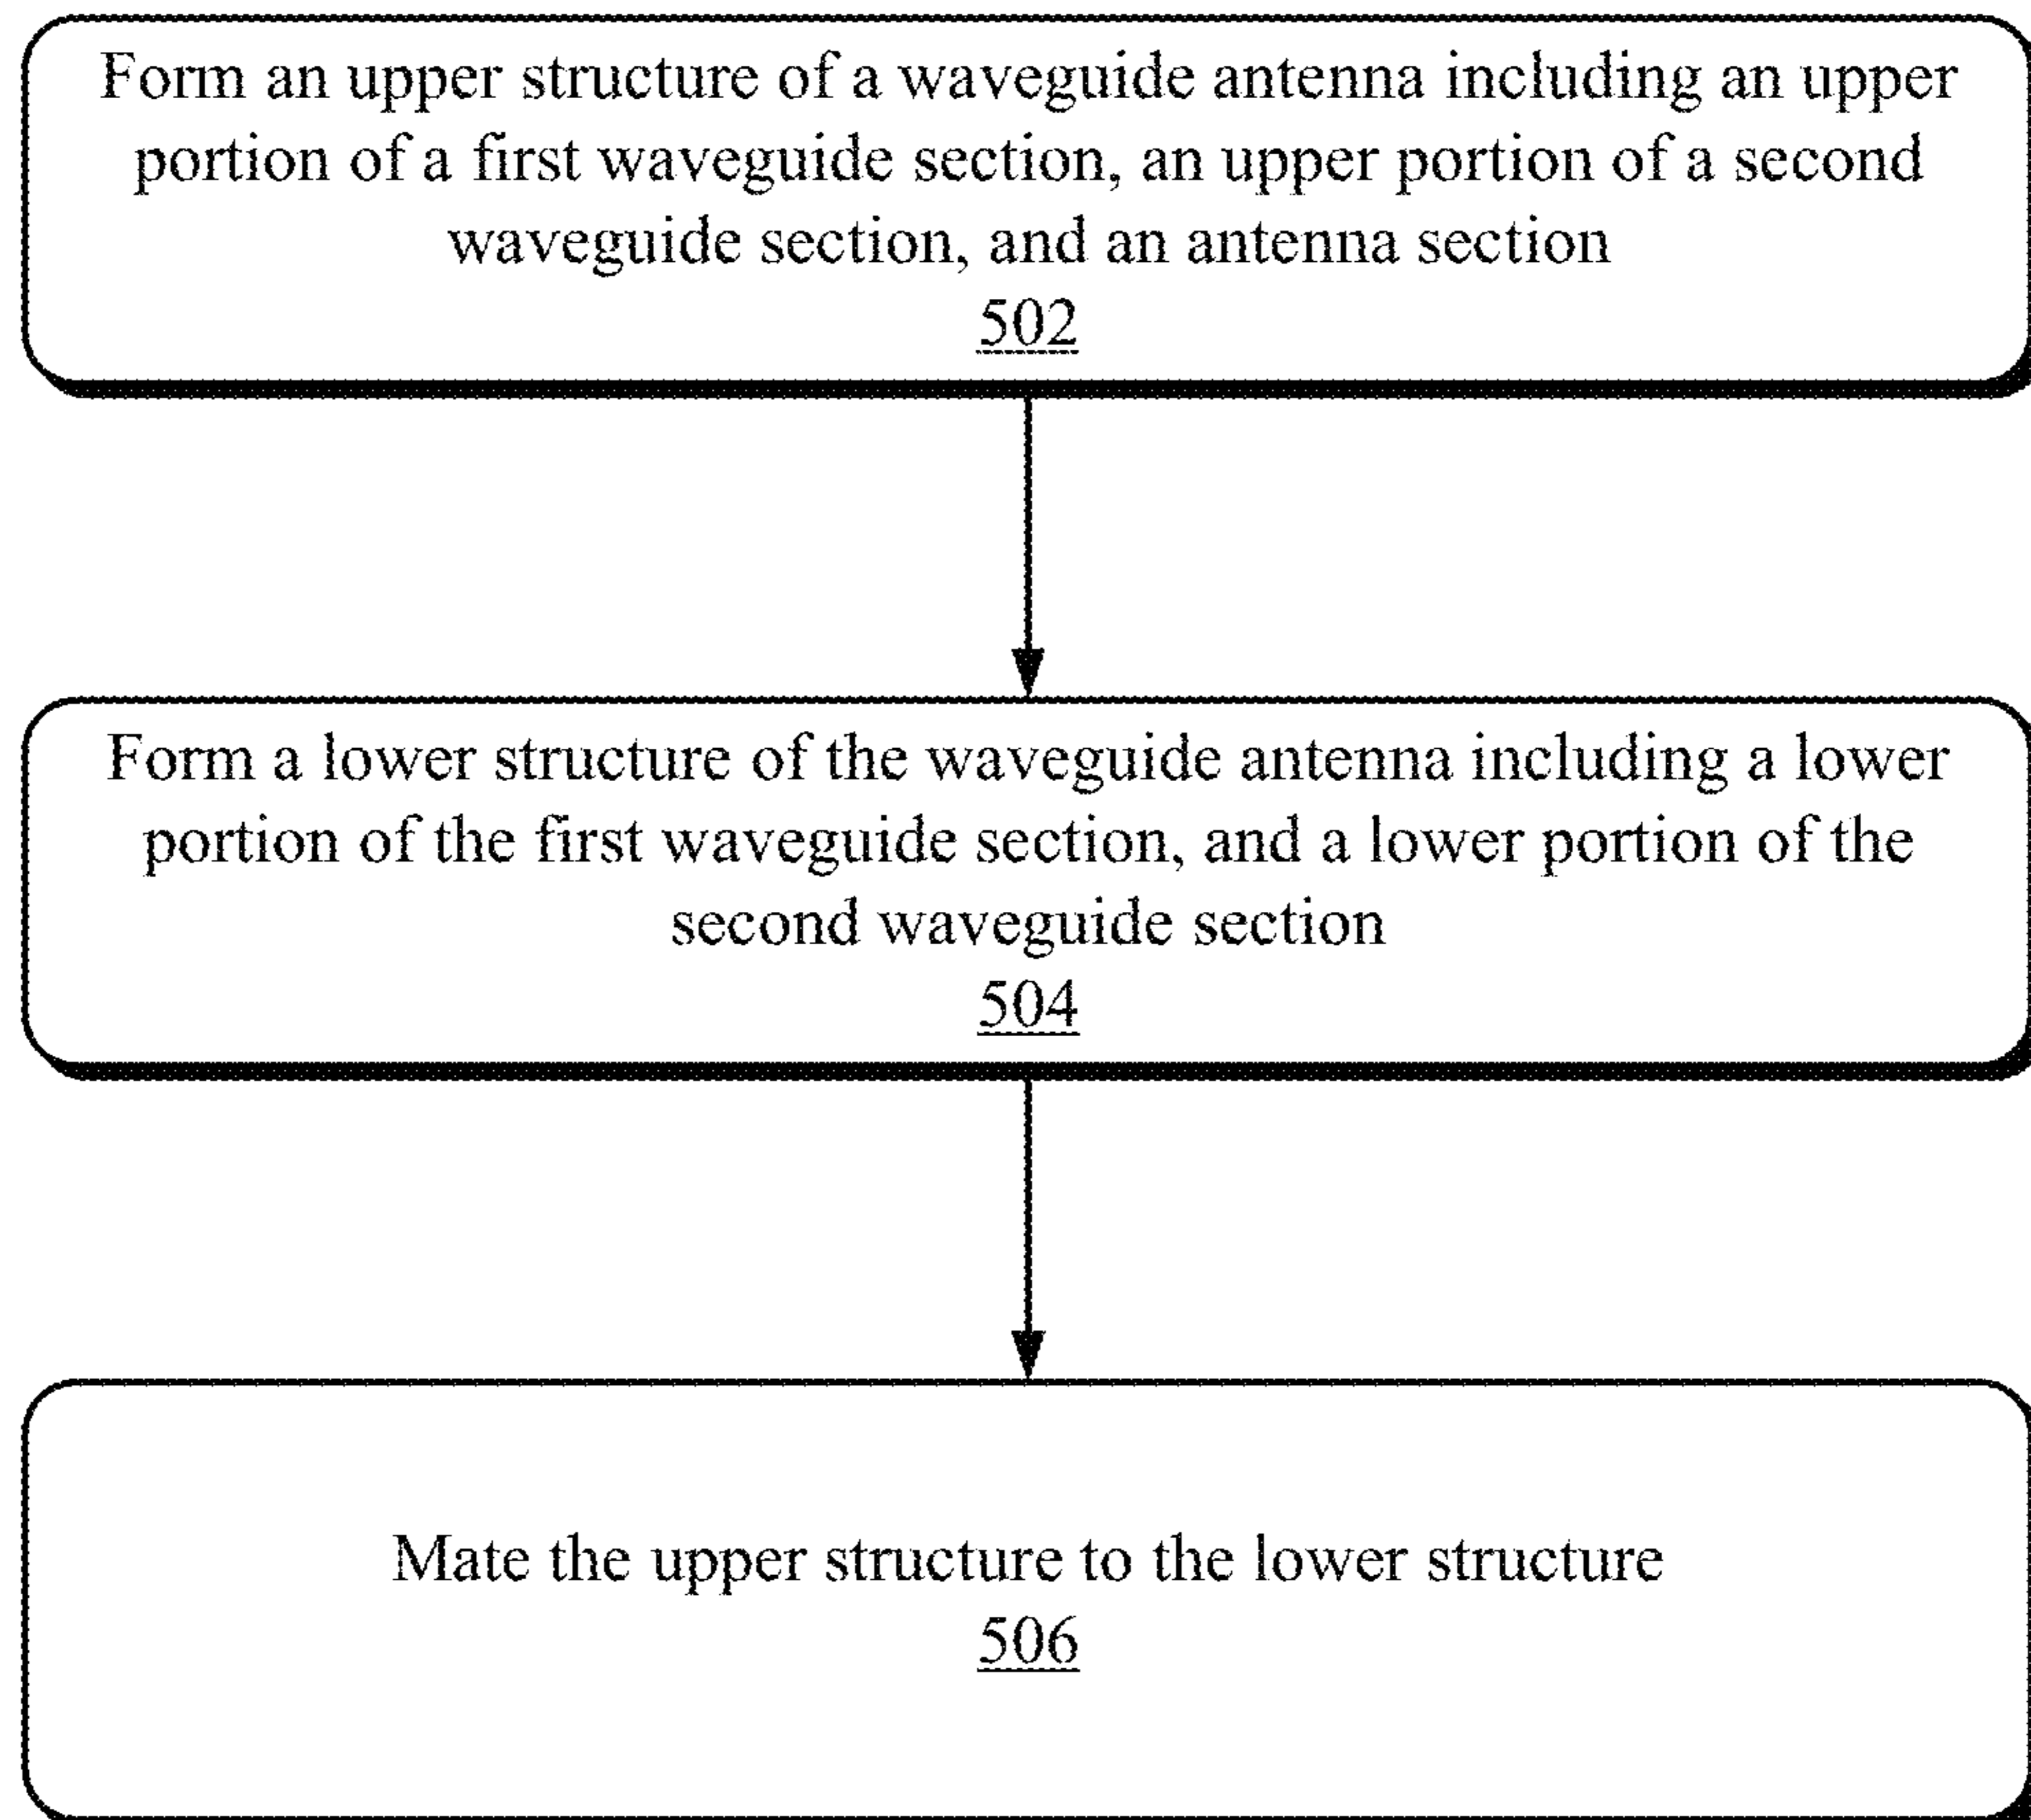 Form an upper structure of a waveguide antenna including an upper
portion of a first waveguide section, an upper portion of a second
waveguide section, and an antenna section
502
Form a lower structure of the waveguide antenna including a lower
portion of the first waveguide section, and a lower portion of the
second waveguide section
504
Mate the upper structure to the lower structure
506